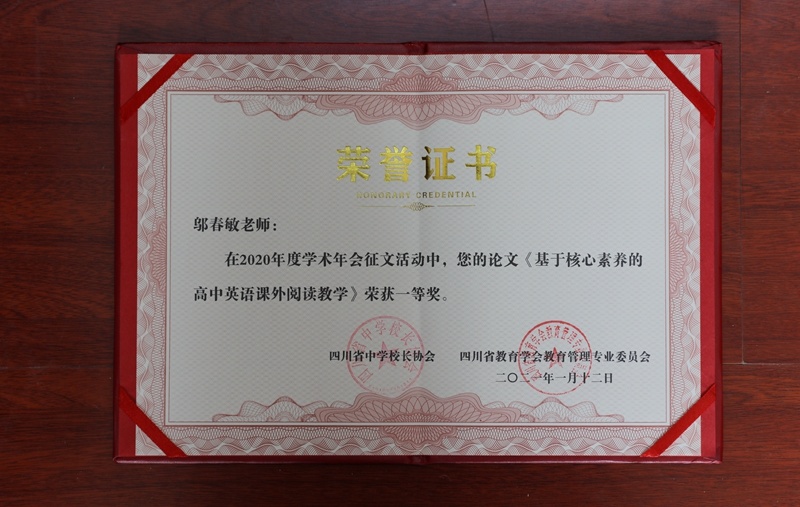 荣誉证书
HONORARY CREDENTIAL
邬春敏老师：
在2020年度学术年会征文活动中，您的论文《基于核心素养的
高中英语课外阅读教学》荣获一等奖。
四川省中学校长协会 四川省教育学会教育管理专业委员会
二〇二一年一月十二日